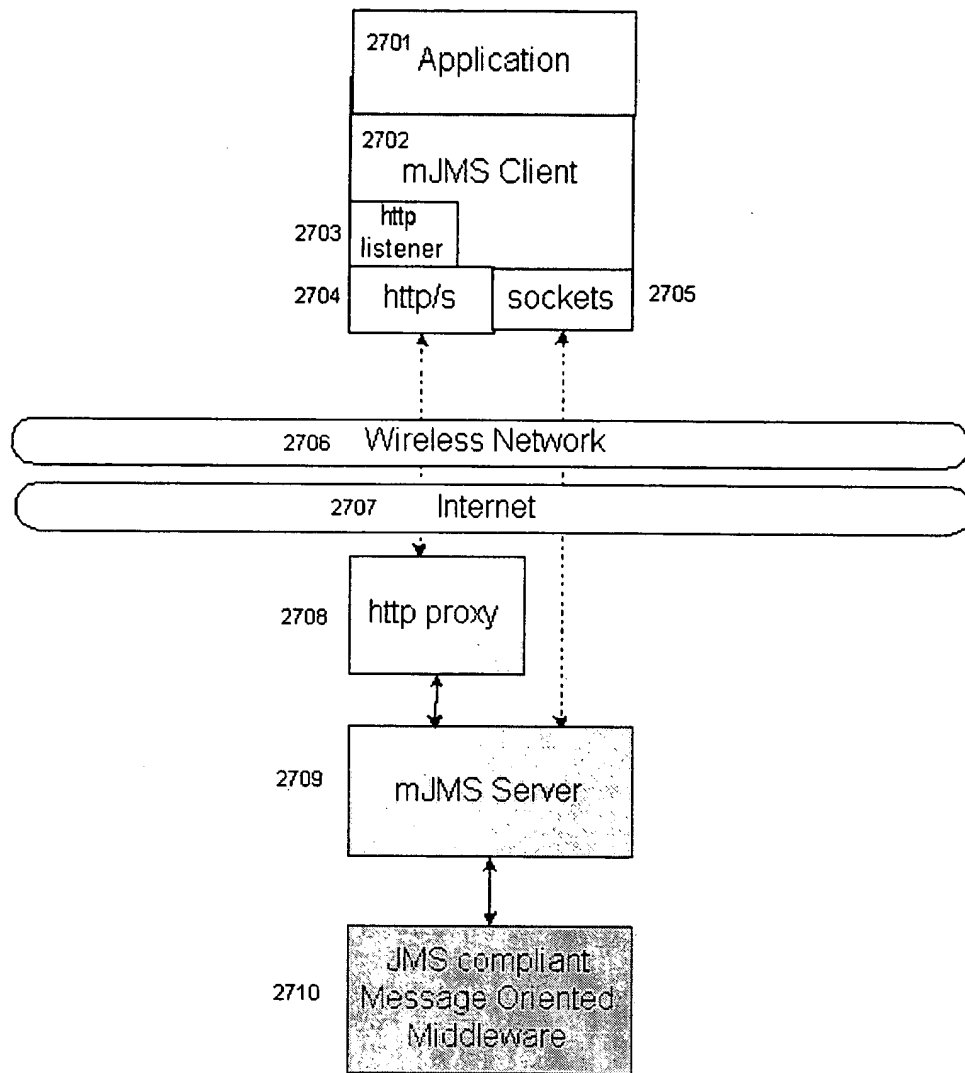 2701 Application
2702
mJMS Client
2703
http
listener
2704 http/s sockets 2705
2706 Wireless Network
2707 Internet
2708 http proxy
2709 mJMS Server
2710
JMS compliant
Message Oriented
Middleware